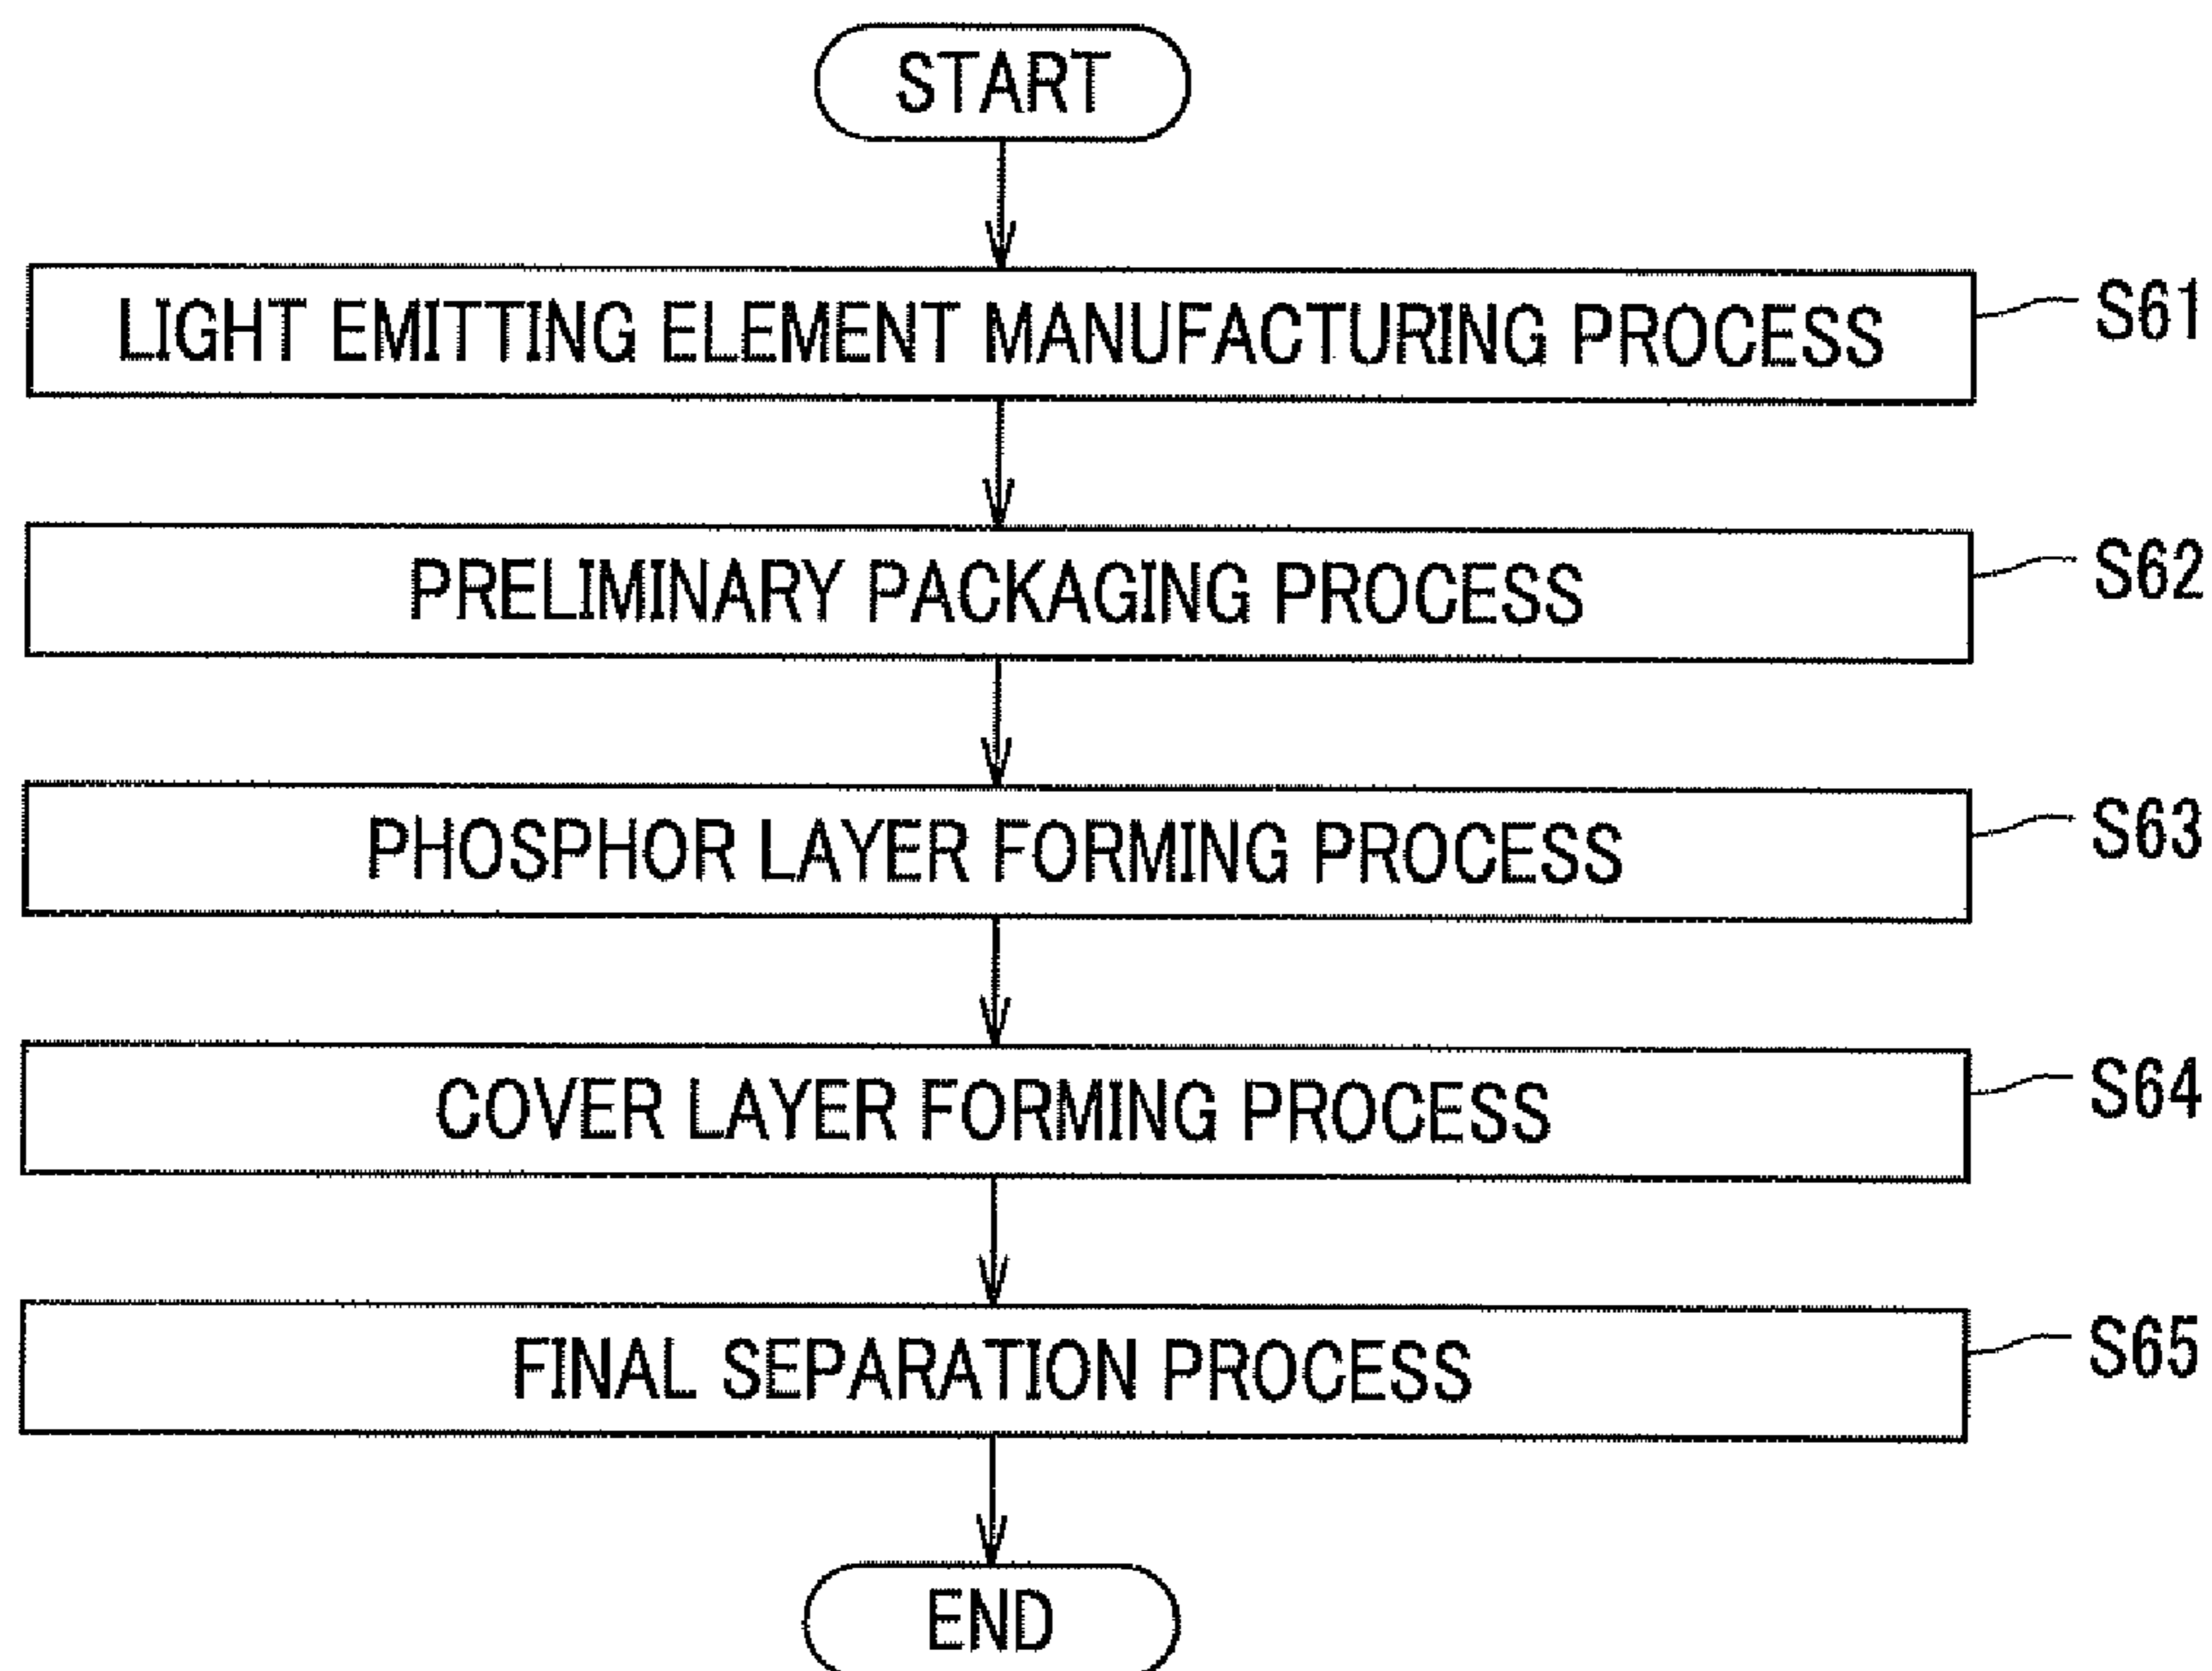 START
LIGHT EMITTING ELEMENT MANUFACTURING PROCESS S61
PRELIMINARY PACKAGING PROCESS S62
PHOSPHOR LAYER FORMING PROCESS S63
COVER LAYER FORMING PROCESS S64
FINAL SEPARATION PROCESS S65
END